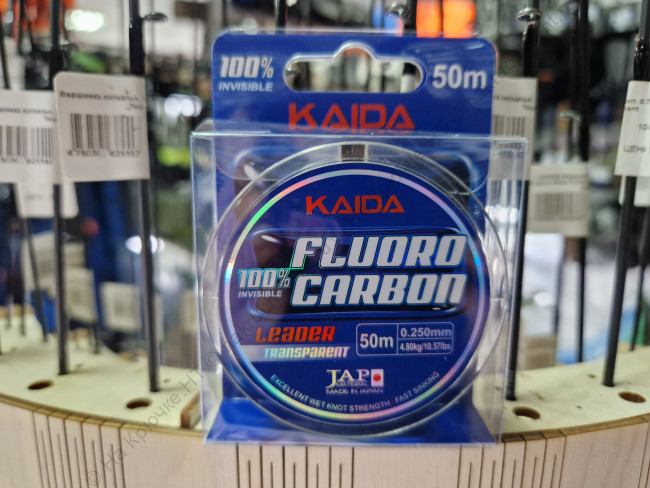 100%
INVISIBLE
50m
KAIDA
KAIDA
100%
INVISIBLE
FLUORO
CARBON
LEADER
TRANSPARENT
50m
0.250mm
4.80kg/10.57lbs
JAP
MATERIAL
MADE IN JAPAN
EXCELLENT WET KNOT STRENGTH . FAST SINKING